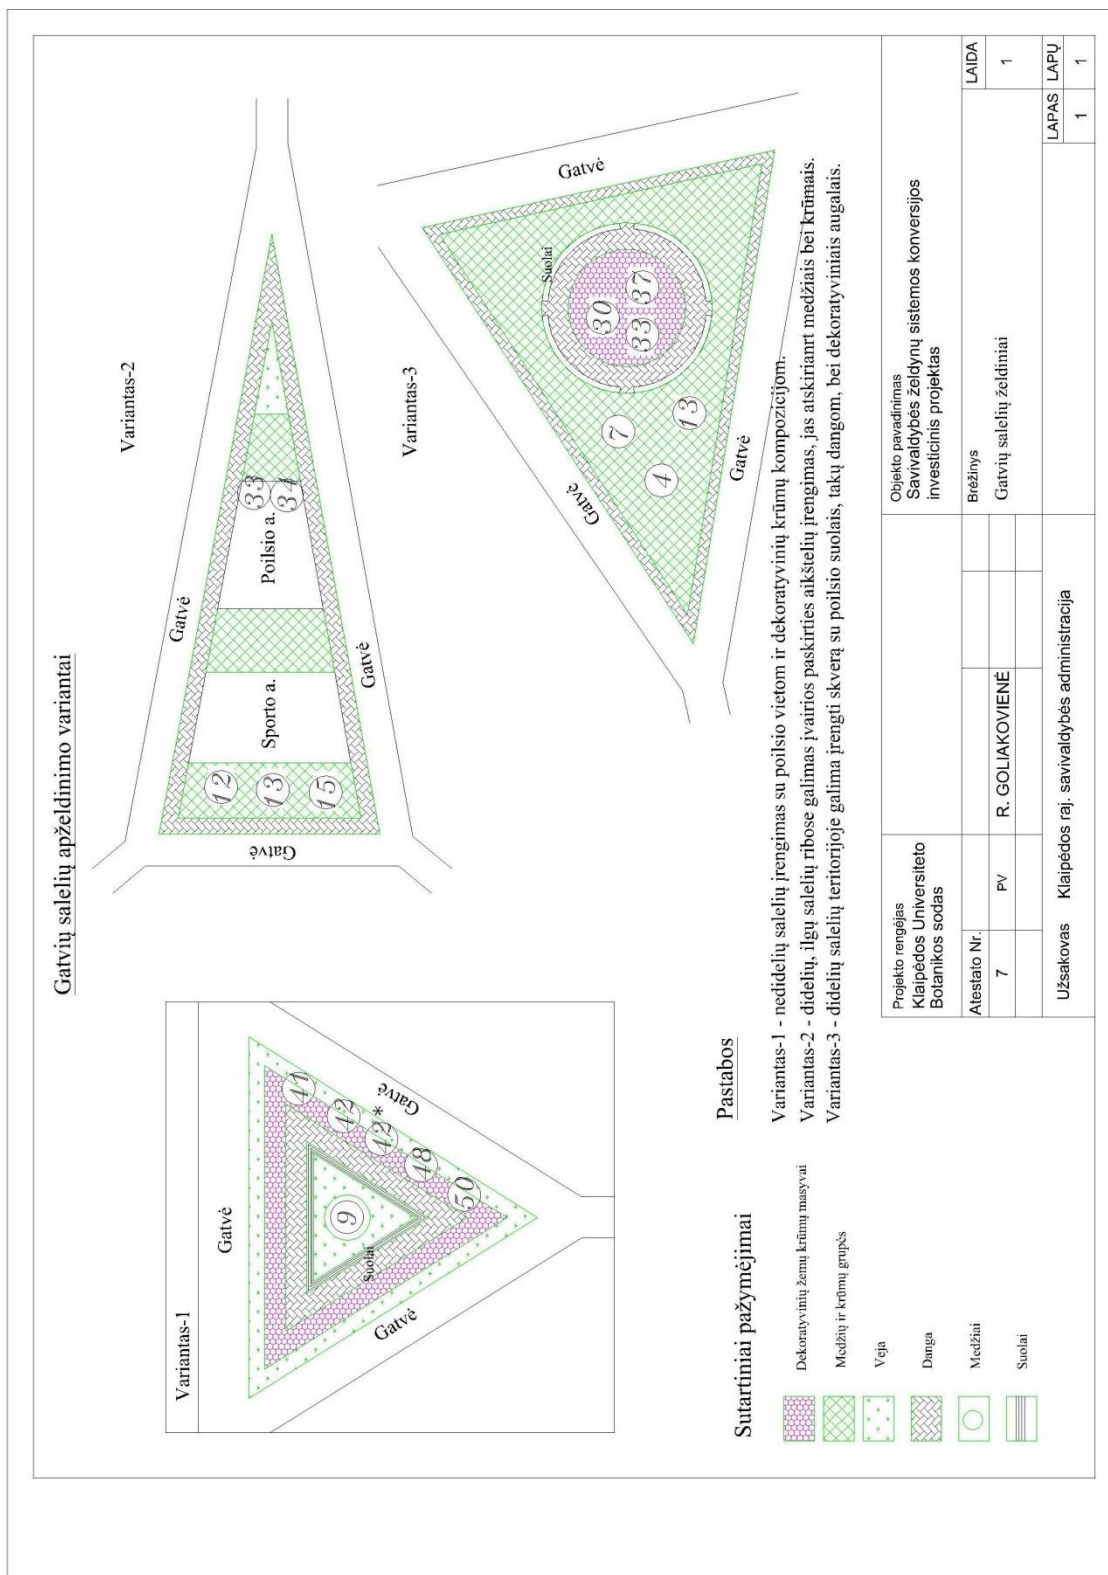 Gatvių salelių apželdinimo variantai
Variantas-1
Gatvė
Gatvė
Gatvė
Suolai
9
41
42
42*
48
50
Variantas-2
Gatvė
Gatvė
Gatvė
12
13
15
Sporto a.
Poilsio a.
33
34
Variantas-3
Gatvė
Gatvė
Gatvė
Suolai
30
33
37
7
4
13
Pastabos
Variantas-1 - nedidelių salelių įrengimas su poilsio vietom ir dekoratyvinių krūmų kompozicijom.
Variantas-2 - didelių, ilgų salelių ribose galimas įvairios paskirties aikštelių įrengimas, jas atskirianrt medžiais bei krūmais.
Variantas-3 - didelių salelių teritorijoje galima įrengti skverą su poilsio suolais, takų dangom, bei dekoratyviniais augalais.
Sutartiniai pažymėjimai
Dekoratyvinių žemų krūmų masyvai
Medžių ir krūmų grupės
Veja
Danga
Medžiai
Suolai
Projekto rengėjas
Klaipėdos Universiteto
Botanikos sodas
Objekto pavadinimas
Savivaldybės želdynų sistemos konversijos
investicinis projektas
Atestato Nr.
7 PV R. GOLIAKOVIENĖ
Brėžinys
Gatvių salelių želdiniai
LAIDA
1
Užsakovas Klaipėdos raj. savivaldybės administracija
LAPAS LAPŲ
1 1